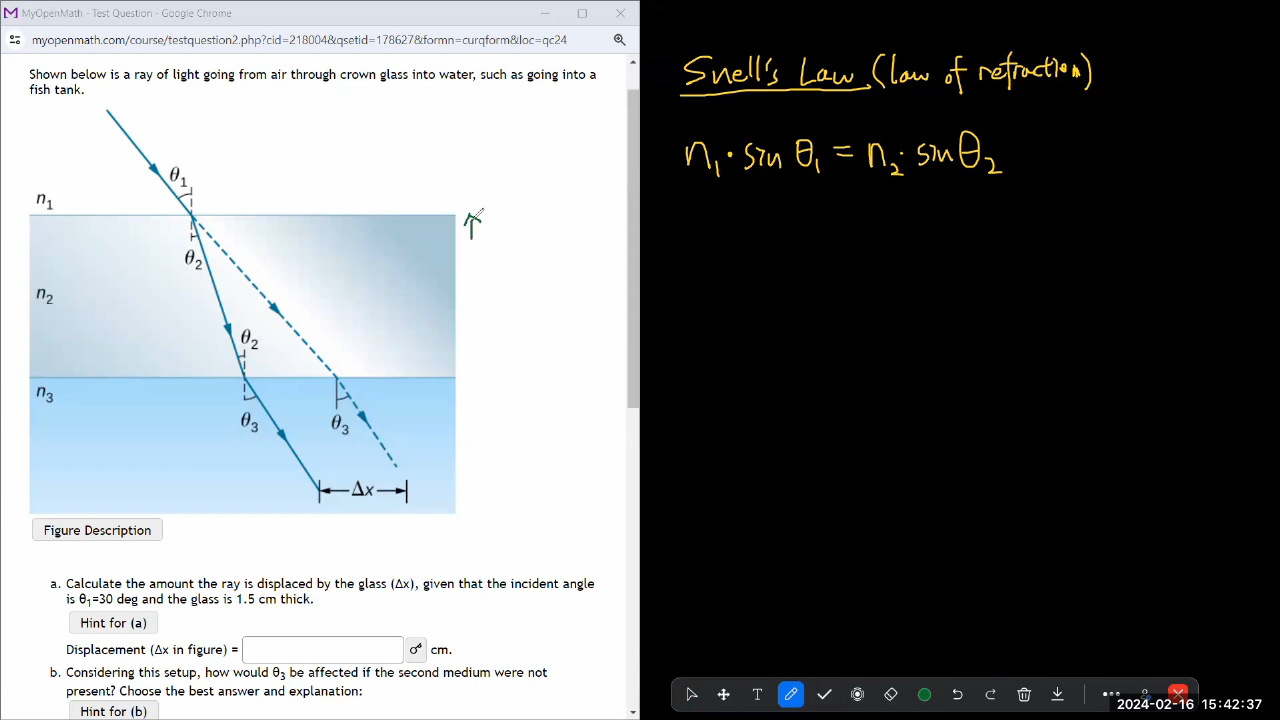 MyOpenMath - Test Question - Google Chrome
myopenmath.com/course/testquestion2.php?cid=218004&qsetid=178627&formn=curqform&loc=qc24
Shown below is a ray of light going from air through crown glass into water, such as going into a
fish tank.
θ1
n1
θ2
n2
θ2
n3
θ3
θ3
Δx
Figure Description
a. Calculate the amount the ray is displaced by the glass (Δx), given that the incident angle
is θ1=30 deg and the glass is 1.5 cm thick.
Hint for (a)
Displacement (Δx in figure) = cm.
b. Considering this setup, how would θ3 be affected if the second medium were not
present? Choose the best answer and explanation:
Hint for (b)
Snell's Law (law of refraction)
n1 · sin θ1 = n2 · sin θ2
2024-02-16 15:42:37